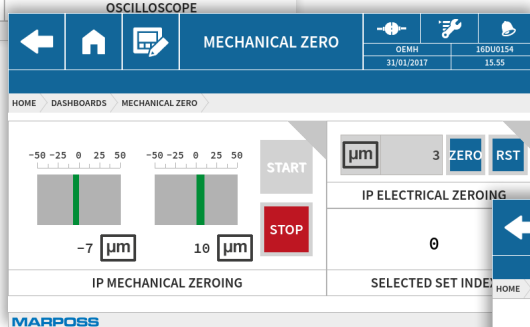 OSCILLOSCOPE
MECHANICAL ZERO
OEMH 16DU0154
31/01/2017 15.55
HOME DASHBOARDS MECHANICAL ZERO
-50 -25 0 25 50 -50 -25 0 25 50
START
-7 µm 10 µm
STOP
IP MECHANICAL ZEROING
µm 3 ZERO RST
IP ELECTRICAL ZEROING
0
SELECTED SET INDE
HOME
MARPOSS